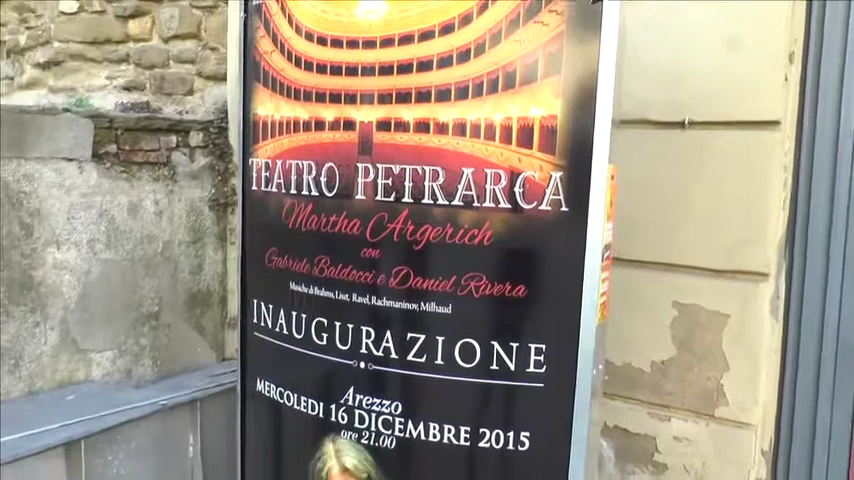 TEATRO PETRARCA
Martha Argerich
con
Gabriele Baldocci e Daniel Rivera
Musiche di Brahms, Liszt, Ravel, Rachmaninov, Milhaud
INAUGURAZIONE
Arezzo
MERCOLEDI 16 DICEMBRE 2015
ore 21.00